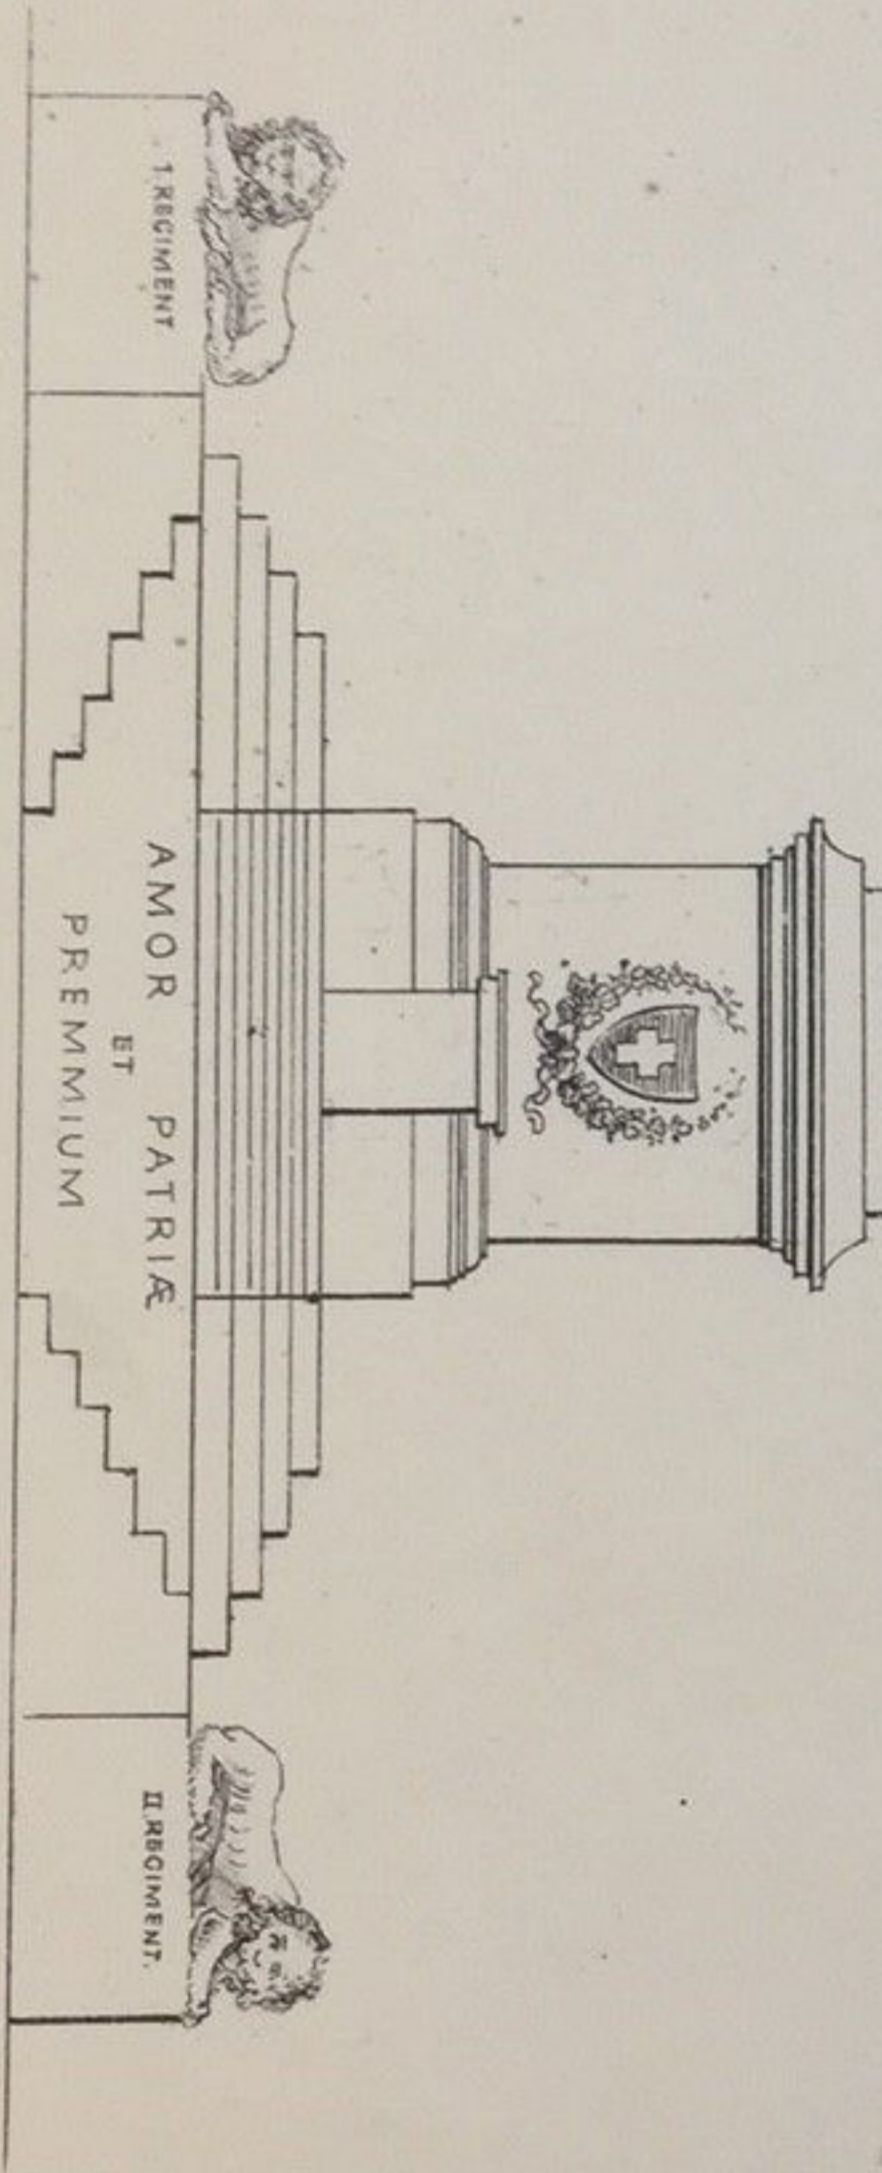 I. REGIMENT
AMOR PATRIÆ
ET
PREMMIUM
II. REGIMENT.